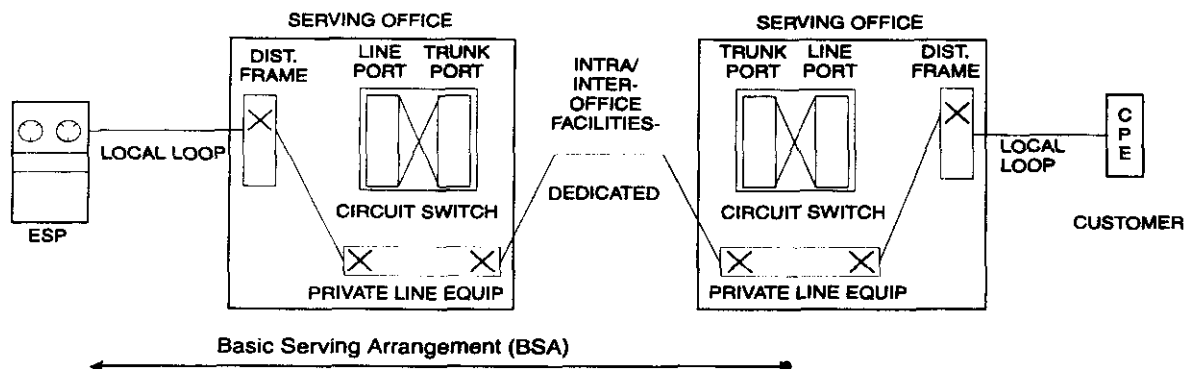 SERVING OFFICE
SERVING OFFICE
DIST.
FRAME
LINE
PORT
TRUNK
PORT
INTRA/
INTER-
OFFICE
FACILITIES-
DEDICATED
TRUNK
PORT
LINE
PORT
DIST.
FRAME
LOCAL LOOP
ESP
CIRCUIT SWITCH
PRIVATE LINE EQUIP
CIRCUIT SWITCH
PRIVATE LINE EQUIP
LOCAL
LOOP
C
P
E
CUSTOMER
Basic Serving Arrangement (BSA)